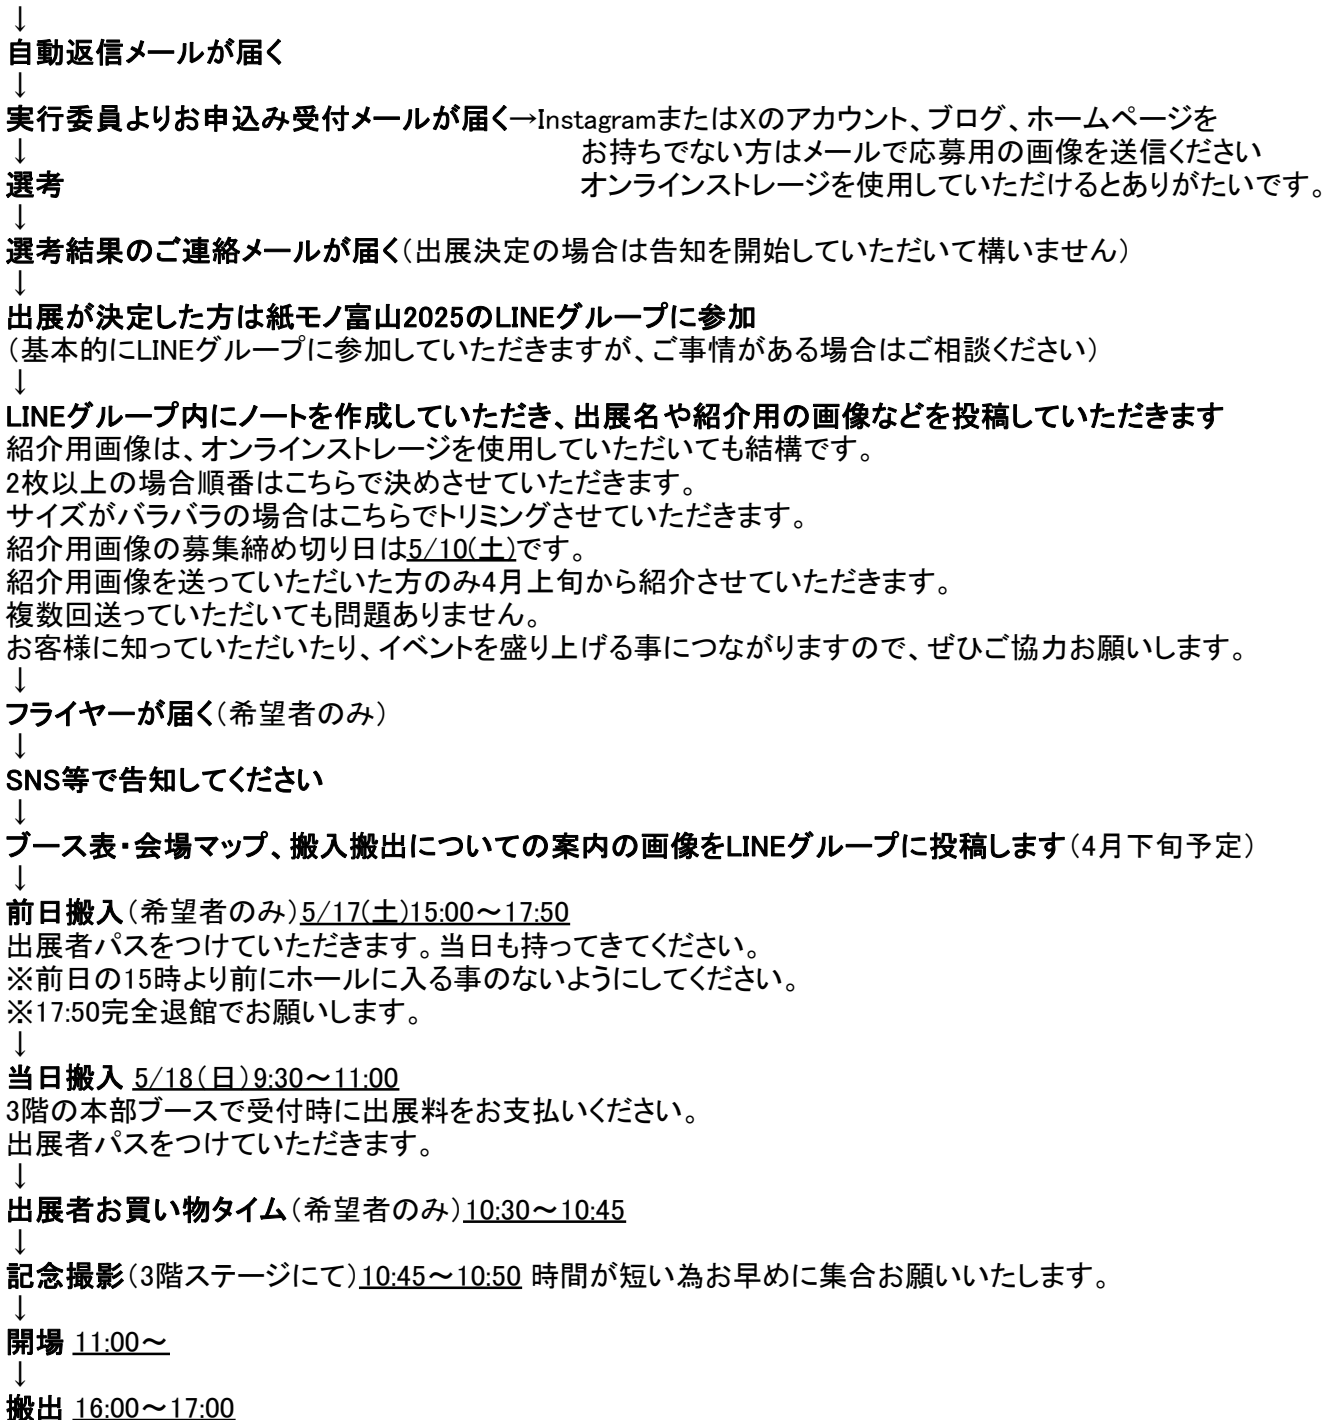 ↓
自動返信メールが届く
↓
実行委員よりお申込み受付メールが届く→InstagramまたはXのアカウント、ブログ、ホームページを
↓ お持ちでない方はメールで応募用の画像を送信ください
選考 オンラインストレージを使用していただけるとありがたいです。
↓
選考結果のご連絡メールが届く（出展決定の場合は告知を開始していただいて構いません）
↓
出展が決定した方は紙モノ富山2025のLINEグループに参加
（基本的にLINEグループに参加していただきますが、ご事情がある場合はご相談ください）
↓
LINEグループ内にノートを作成していただき、出展名や紹介用の画像などを投稿していただきます
紹介用画像は、オンラインストレージを使用していただいても結構です。
2枚以上の場合順番はこちらで決めさせていただきます。
サイズがバラバラの場合はこちらでトリミングさせていただきます。
紹介用画像の募集締め切り日は5/10(土)です。
紹介用画像を送っていただいた方のみ4月上旬から紹介させていただきます。
複数回送っていただいても問題ありません。
お客様に知っていただいたり、イベントを盛り上げる事につながりますので、ぜひご協力お願いします。
↓
フライヤーが届く（希望者のみ）
↓
SNS等で告知してください
↓
ブース表・会場マップ、搬入搬出についての案内の画像をLINEグループに投稿します（4月下旬予定）
↓
前日搬入（希望者のみ）5/17(土)15:00～17:50
出展者パスをつけていただきます。当日も持ってきてください。
※前日の15時より前にホールに入る事のないようにしてください。
※17:50完全退館でお願いします。
↓
当日搬入 5/18（日）9:30～11:00
3階の本部ブースで受付時に出展料をお支払いください。
出展者パスをつけていただきます。
↓
出展者お買い物タイム（希望者のみ）10:30～10:45
↓
記念撮影（3階ステージにて）10:45～10:50 時間が短い為お早めに集合お願いいたします。
↓
開場 11:00～
↓
搬出 16:00～17:00